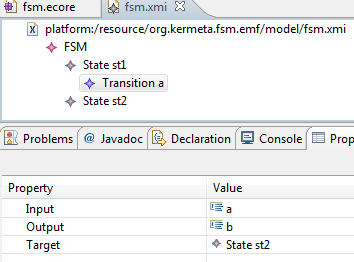 fsm.ecore fsm.xmi
platform:/resource/org.kermeta.fsm.emf/model/fsm.xmi
FSM
State st1
Transition a
State st2
Problems @ Javadoc Declaration Console Prop
Property Value
Input a
Output b
Target State st2